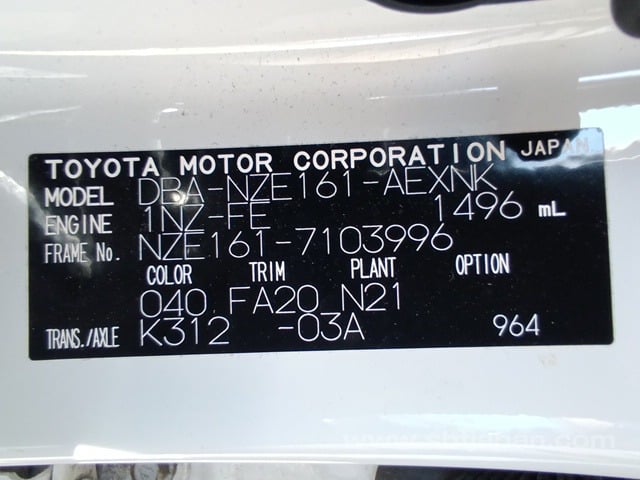 TOYOTA MOTOR CORPORATION JAPAN
MODEL DBA-NZE161-AEXNK
ENGINE 1NZ-FE 1496 mL
FRAME No. NZE161-7103996
COLOR TRIM PLANT OPTION
040 FA20 N21
TRANS./AXLE K312 -03A 964